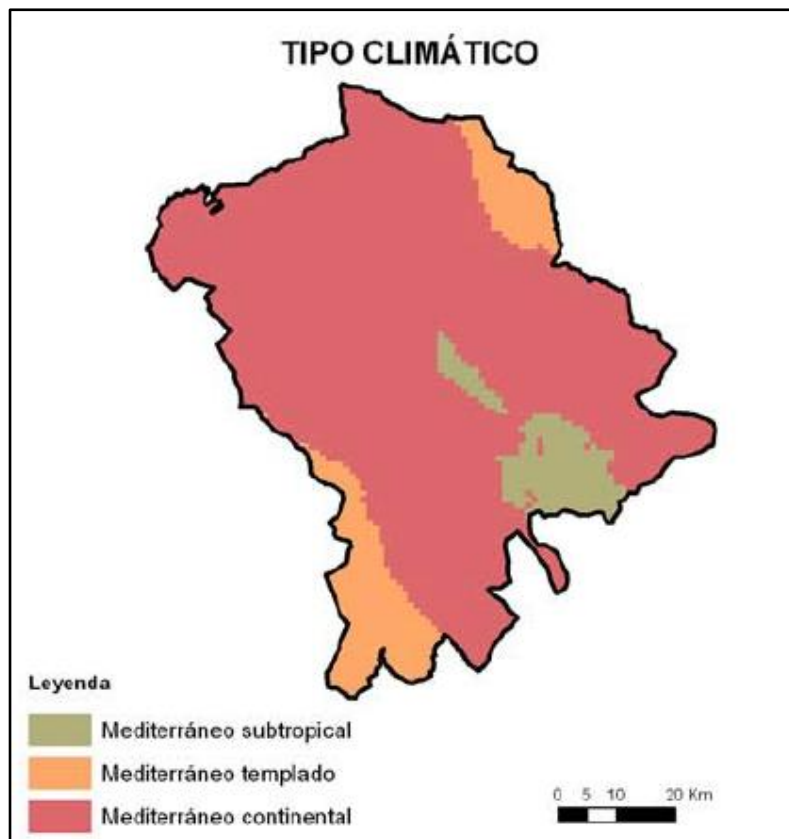 TIPO CLIMÁTICO
Leyenda
Mediterráneo subtropical
Mediterráneo templado
Mediterráneo continental
0 5 10 20 Km